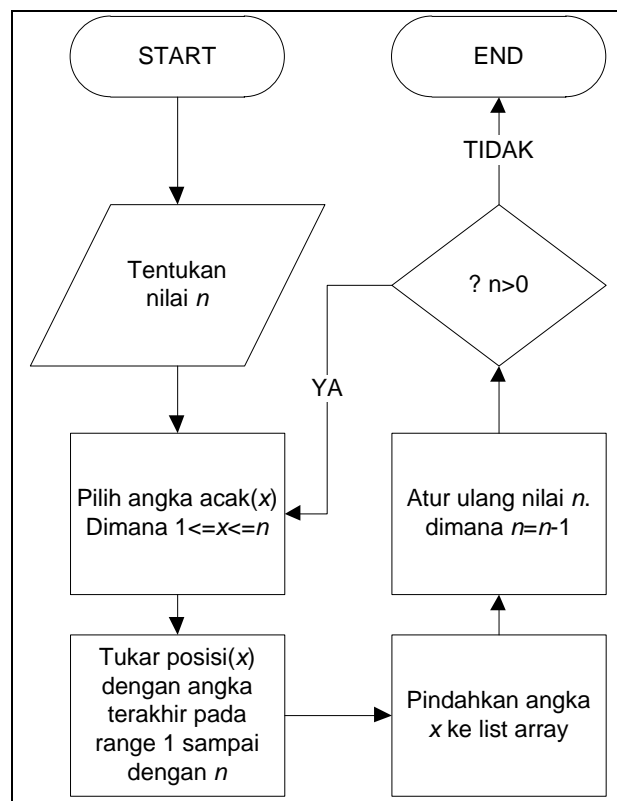 START
Tentukan
nilai n
Pilih angka acak(x)
Dimana 1<=x<=n
Tukar posisi(x)
dengan angka
terakhir pada
range 1 sampai
dengan n
Pindahkan angka
x ke list array
Atur ulang nilai n.
dimana n=n-1
? n>0
YA
TIDAK
END